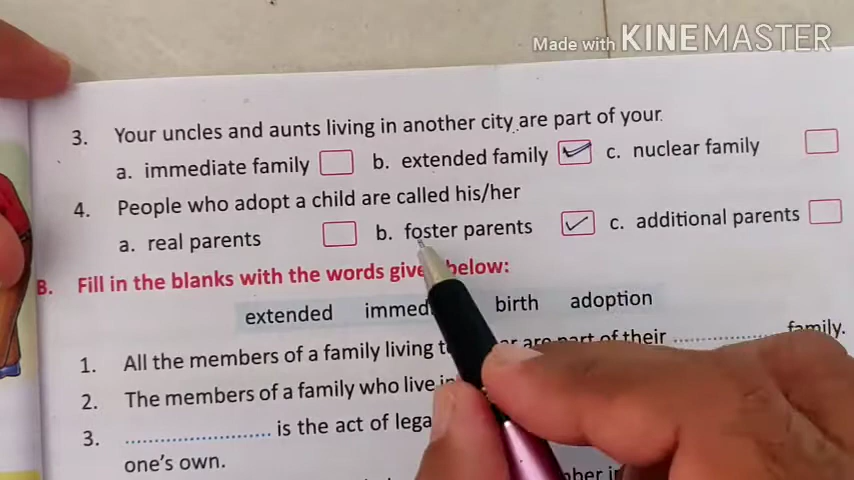 Made with KINEMASTER
3. Your uncles and aunts living in another city are part of your
a. immediate family b. extended family c. nuclear family
4. People who adopt a child are called his/her
a. real parents b. foster parents c. additional parents
B. Fill in the blanks with the words given below:
extended birth adoption
1. All the members of a family living are part of their ............ family.
2. The members of a family who live
3. ............ is the act of
one's own.